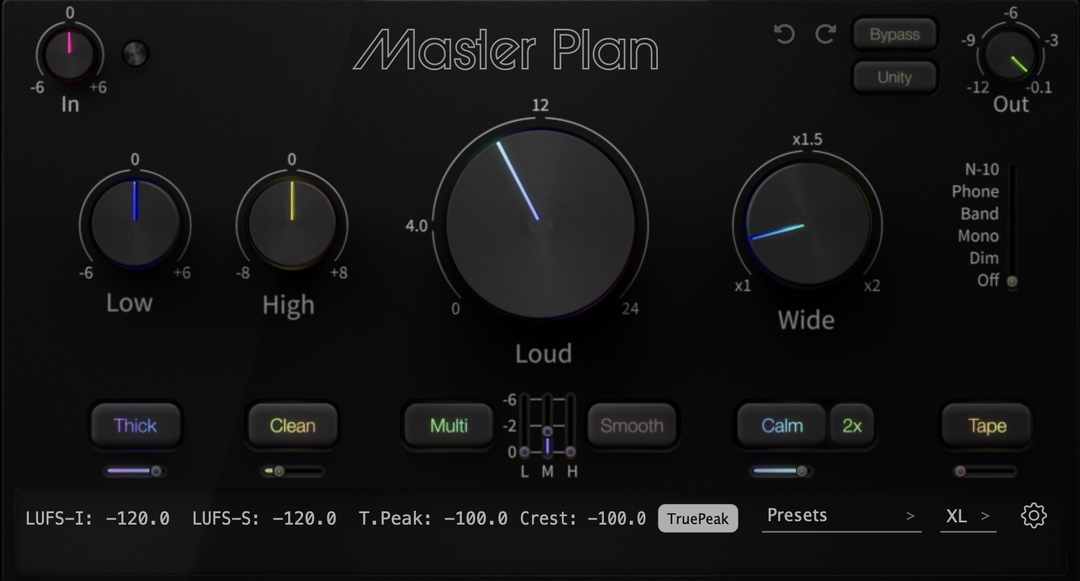 0
-6 +6
In
Master Plan
Bypass
Unity
-6
-9 -3
-12 -0.1
Out
0
-6 +6
Low
0
-8 +8
High
12
4.0
0 24
Loud
x1.5
x1 x2
Wide
N-10
Phone
Band
Mono
Dim
Off
Thick
Clean
Multi
-6
-2
0
L M H
Smooth
Calm 2x
Tape
LUFS-I: -120.0 LUFS-S: -120.0 T.Peak: -100.0 Crest: -100.0 TruePeak Presets > XL >